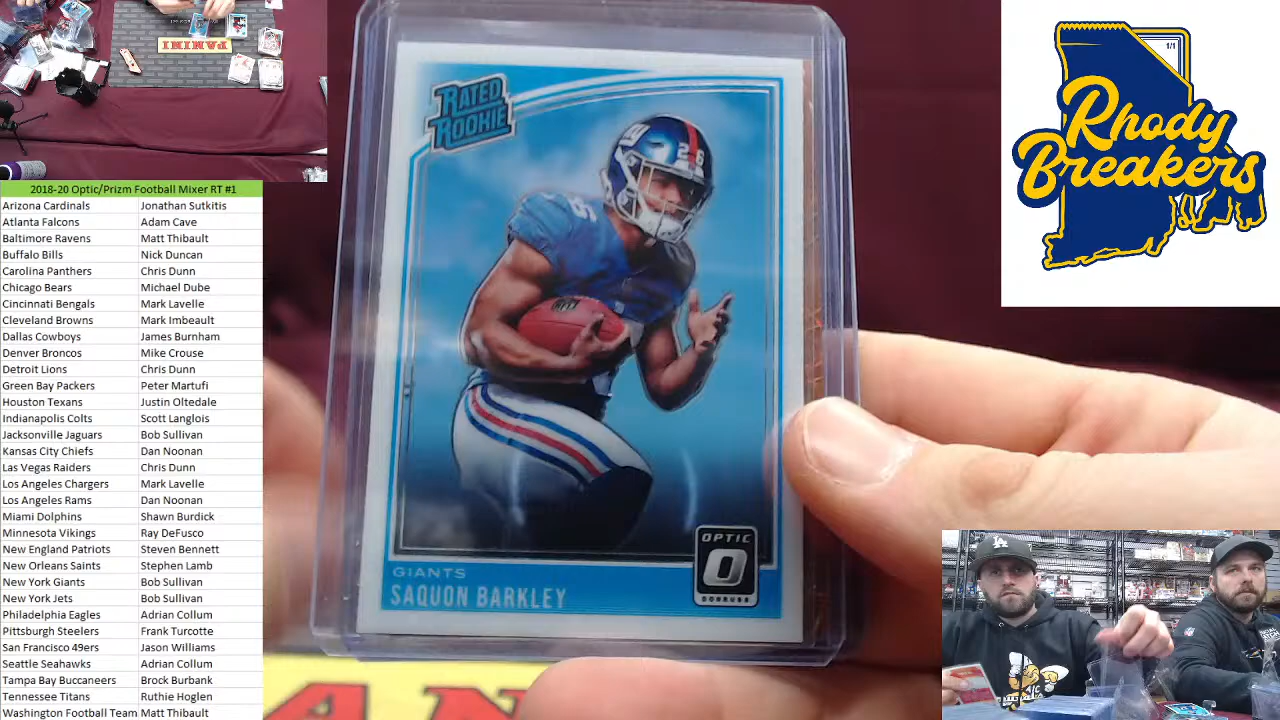 PANINI
2018-20 Optic/Prizm Football Mixer RT #1
Arizona Cardinals Jonathan Sutkitis
Atlanta Falcons Adam Cave
Baltimore Ravens Matt Thibault
Buffalo Bills Nick Duncan
Carolina Panthers Chris Dunn
Chicago Bears Michael Dube
Cincinnati Bengals Mark Lavelle
Cleveland Browns Mark Imbeault
Dallas Cowboys James Burnham
Denver Broncos Mike Crouse
Detroit Lions Chris Dunn
Green Bay Packers Peter Martufi
Houston Texans Justin Oltedale
Indianapolis Colts Scott Langlois
Jacksonville Jaguars Bob Sullivan
Kansas City Chiefs Dan Noonan
Las Vegas Raiders Chris Dunn
Los Angeles Chargers Mark Lavelle
Los Angeles Rams Dan Noonan
Miami Dolphins Shawn Burdick
Minnesota Vikings Ray DeFusco
New England Patriots Steven Bennett
New Orleans Saints Stephen Lamb
New York Giants Bob Sullivan
New York Jets Bob Sullivan
Philadelphia Eagles Adrian Collum
Pittsburgh Steelers Frank Turcotte
San Francisco 49ers Jason Williams
Seattle Seahawks Adrian Collum
Tampa Bay Buccaneers Brock Burbank
Tennessee Titans Ruthie Hoglen
Washington Football Team Matt Thibault
RATED
ROOKIE
26
OPTIC
O
DONRUSS
GIANTS
SAQUON BARKLEY
1/1
Rhody
Breakers
LA